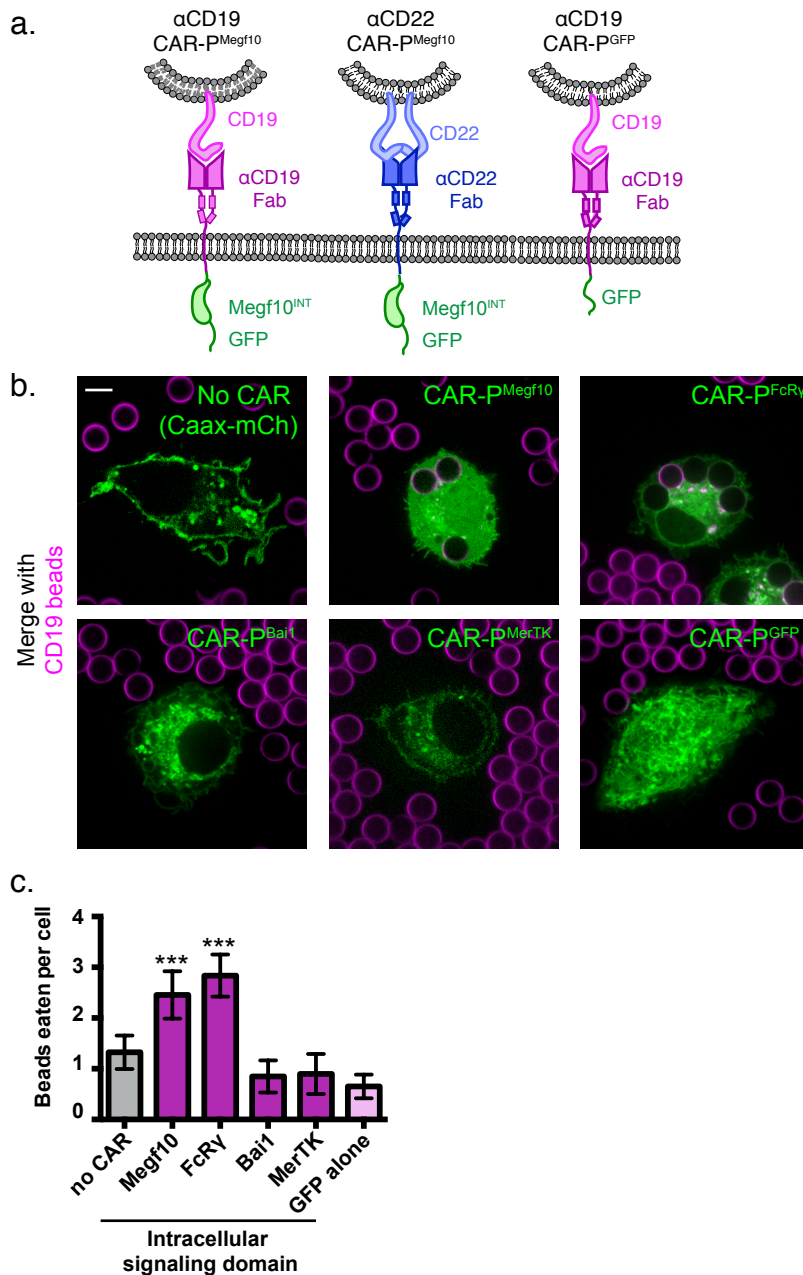 a.
αCD19
CAR-P^Megf10
αCD22
CAR-P^Megf10
αCD19
CAR-P^GFP
CD19
CD22
CD19
αCD19
Fab
αCD22
Fab
αCD19
Fab
Megf10^INT
GFP
Megf10^INT
GFP
GFP
b.
Merge with
CD19 beads
No CAR
(Caax-mCh)
CAR-P^Megf10
CAR-P^FcRγ
CAR-P^Bai1
CAR-P^MerTK
CAR-P^GFP
c.
Beads eaten per cell
4
3
2
1
0
***
***
no CAR
Megf10
FcRγ
Bai1
MerTK
GFP alone
Intracellular
signaling domain